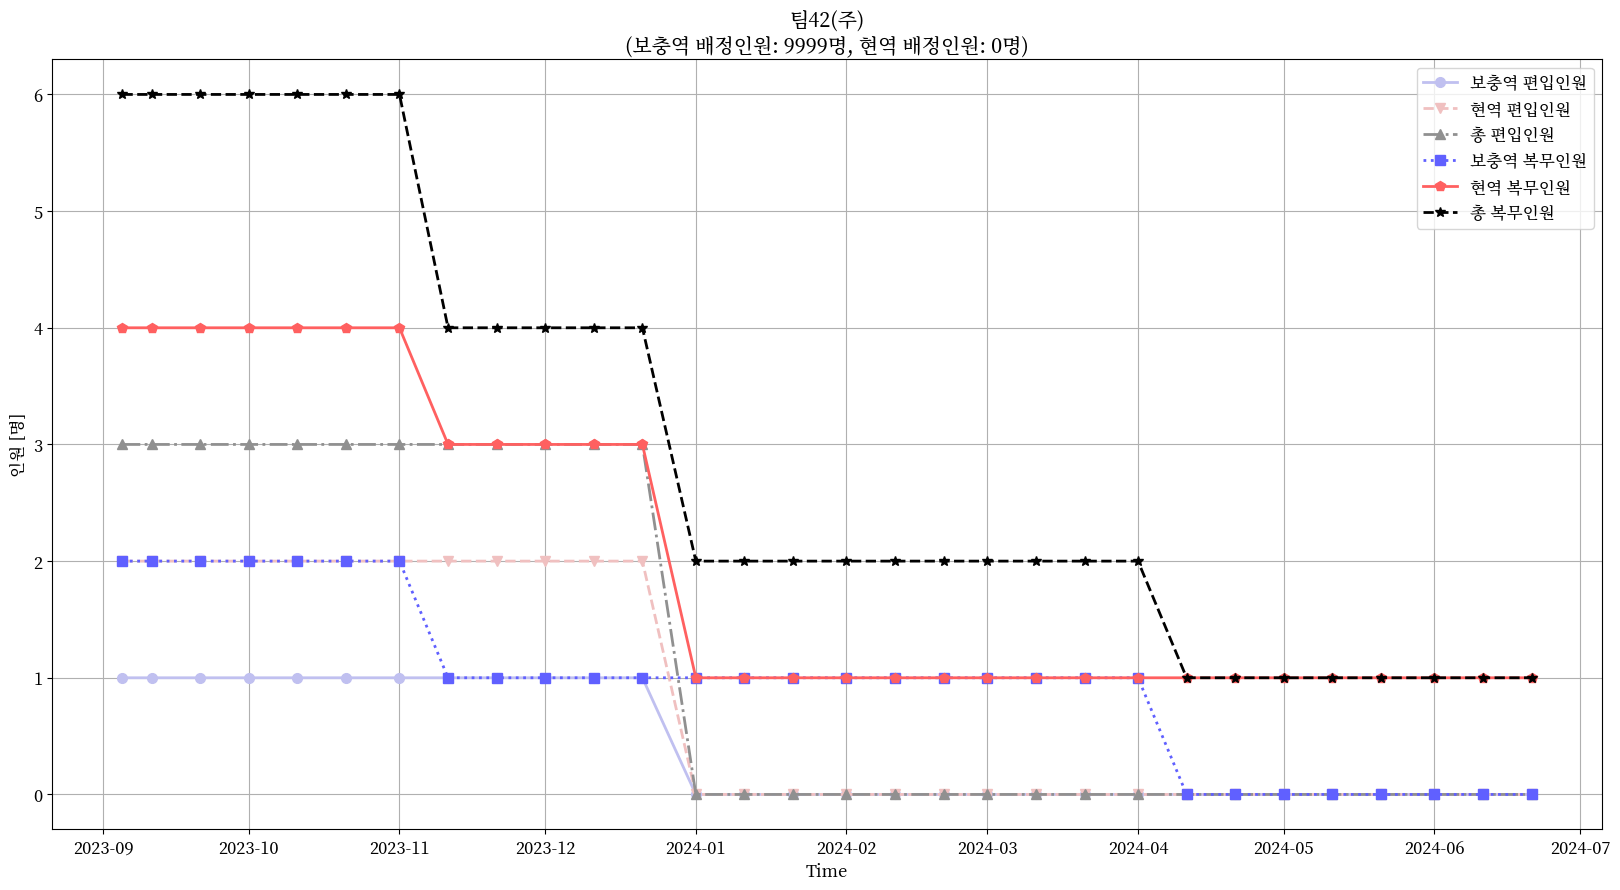 팀42(주)
(보충역 배정인원: 9999명, 현역 배정인원: 0명)
보충역 편입인원
현역 편입인원
총 편입인원
보충역 복무인원
현역 복무인원
총 복무인원
인원 [명]
6
5
4
3
2
1
0
2023-09 2023-10 2023-11 2023-12 2024-01 2024-02 2024-03 2024-04 2024-05 2024-06 2024-07
Time